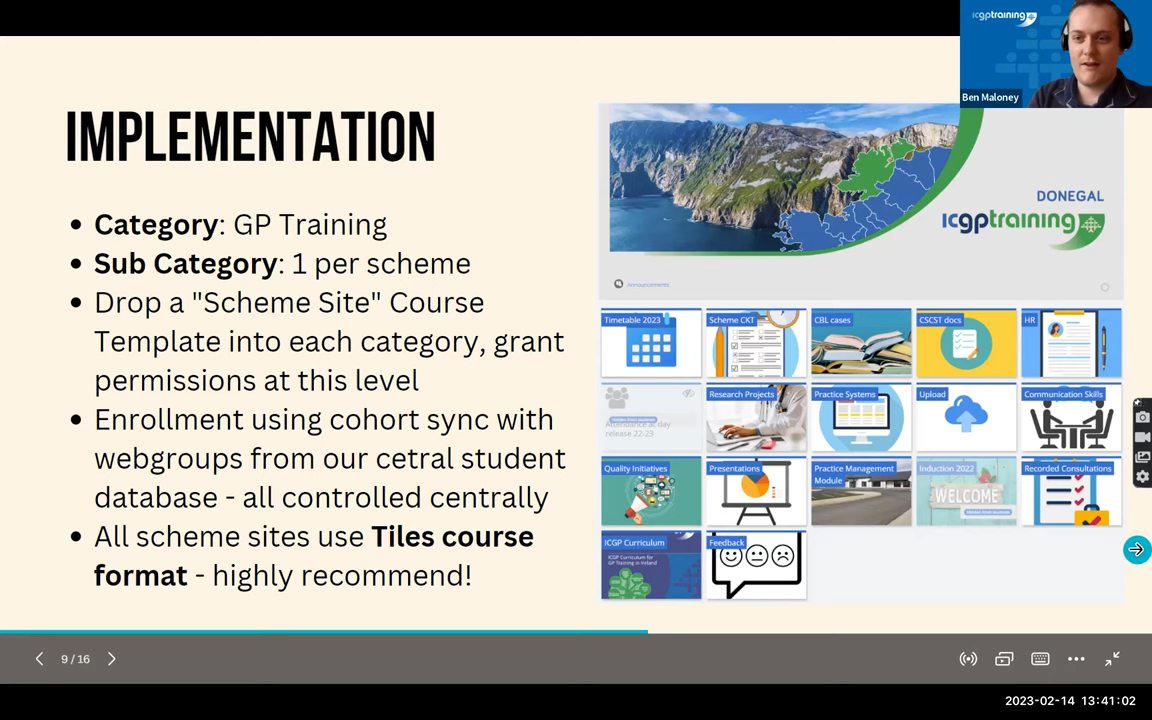 icgptraining
Ben Maloney
IMPLEMENTATION
• Category: GP Training
• Sub Category: 1 per scheme
• Drop a "Scheme Site" Course
Template into each category, grant
permissions at this level
• Enrollment using cohort sync with
webgroups from our cetral student
database - all controlled centrally
• All scheme sites use Tiles course
format - highly recommend!
DONEGAL
icgptraining
Announcements
Timetable 2023
Scheme CKT
CBL cases
CSCST docs
HR
Attendance at day
release 22-23
Research Projects
Practice Systems
Upload
Communication Skills
Quality Initiatives
Presentations
Practice Management
Module
Induction 2022
WELCOME
Recorded Consultations
ICGP Curriculum
ICGP Curriculum for
GP Training in Ireland
Feedback
9 / 16
2023-02-14 13:41:02